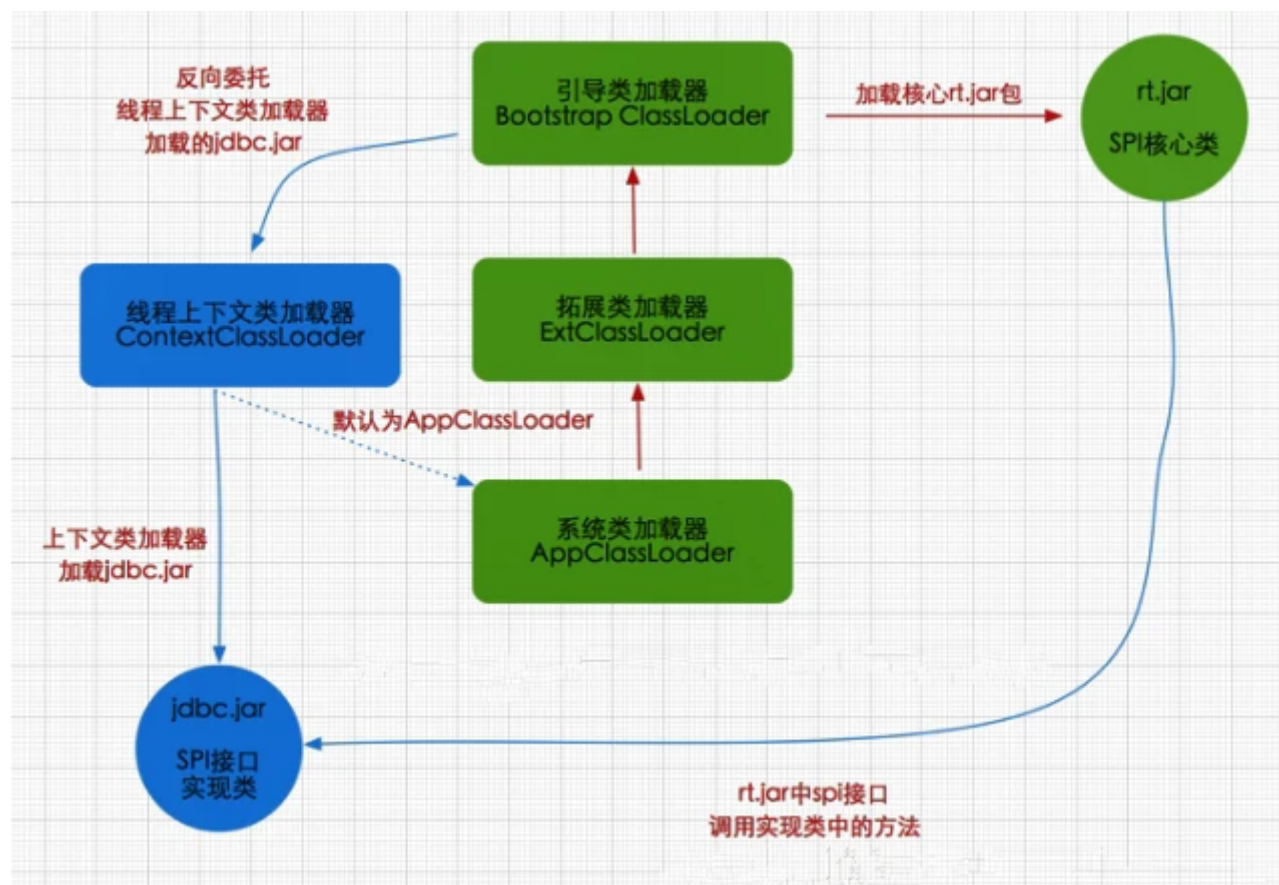 反向委托
线程上下文类加载器
加载的jdbc.jar
引导类加载器
Bootstrap ClassLoader
加载核心rt.jar包
rt.jar
SPI核心类
线程上下文类加载器
ContextClassLoader
拓展类加载器
ExtClassLoader
默认为AppClassLoader
系统类加载器
AppClassLoader
上下文类加载器
加载jdbc.jar
jdbc.jar
SPI接口
实现类
rt.jar中spi接口
调用实现类中的方法